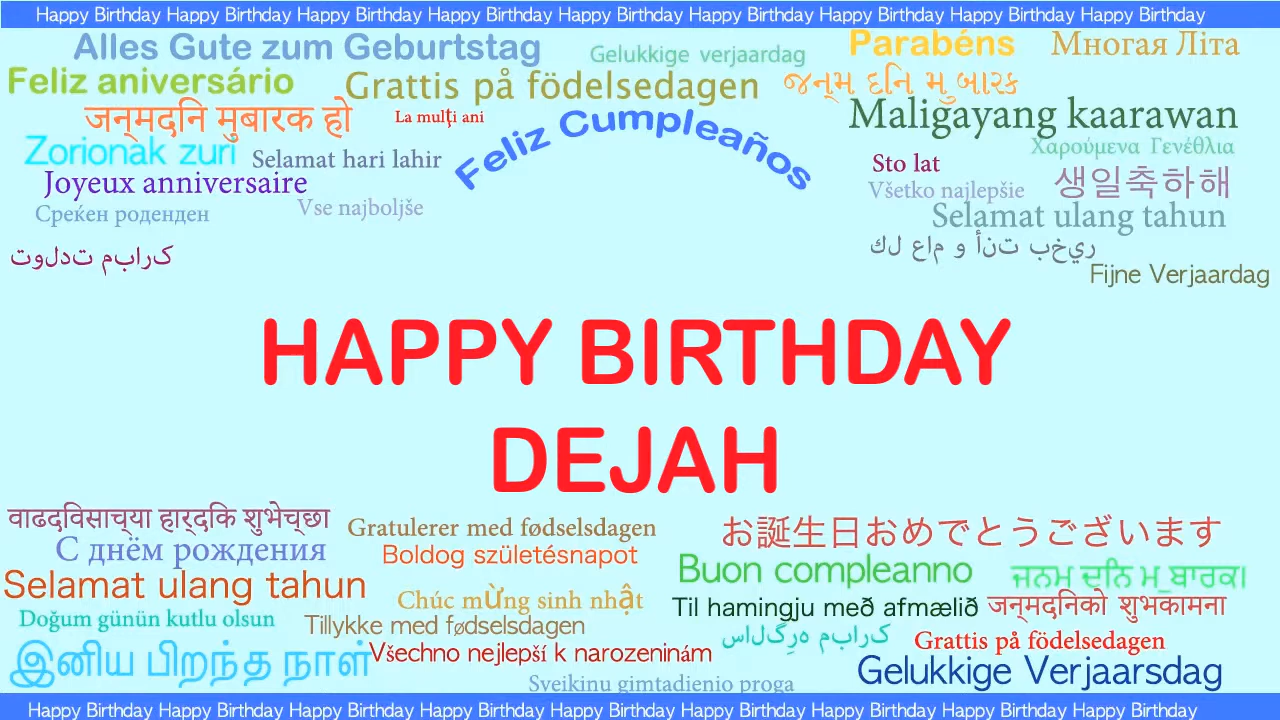 Happy Birthday Happy Birthday Happy Birthday Happy Birthday Happy Birthday Happy Birthday Happy Birthday Happy Birthday Happy Birthday
Alles Gute zum Geburtstag
Gelukkige verjaardag
Parabéns
Многая Літа
Feliz aniversário
Grattis på födelsedagen
જન્મ દિન મુબારક
जन्मदिन मुबारक हो
La mulţi ani
Feliz Cumpleaños
Maligayang kaarawan
Χαρούμενα Γενέθλια
Zorionak zuri
Selamat hari lahir
Sto lat
생일축하해
Joyeux anniversaire
Všetko najlepšie
Среќен роденден
Vse najboljše
Selamat ulang tahun
تولدت مبارک
كل عام و أنت بخير
Fijne Verjaardag
HAPPY BIRTHDAY
DEJAH
वाढदिवसाच्या हार्दिक शुभेच्छा
Gratulerer med fødselsdagen
お誕生日おめでとうございます
С днём рождения
Boldog születésnapot
Buon compleanno
ਜਨਮ ਦਿਨ ਮੁਬਾਰਕ।
Selamat ulang tahun
Chúc mừng sinh nhật
Til hamingju með afmælið
जन्मदिनको शुभकामना
Doğum günün kutlu olsun
Tillykke med fødselsdagen
سالگرہ مبارک
Grattis på födelsedagen
இனிய பிறந்த நாள்
Všechno nejlepší k narozeninám
Gelukkige Verjaarsdag
Sveikinu gimtadienio proga
Happy Birthday Happy Birthday Happy Birthday Happy Birthday Happy Birthday Happy Birthday Happy Birthday Happy Birthday Happy Birthday